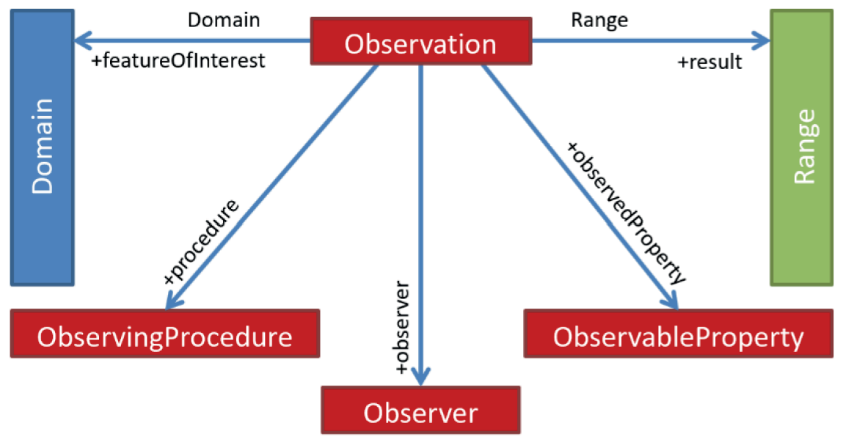 Domain
Observation
Range
+featureOfInterest
+result
Domain
Range
+procedure
+observer
+observedProperty
ObservingProcedure
ObservableProperty
Observer